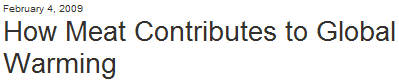 February 4, 2009
How Meat Contributes to Global
Warming